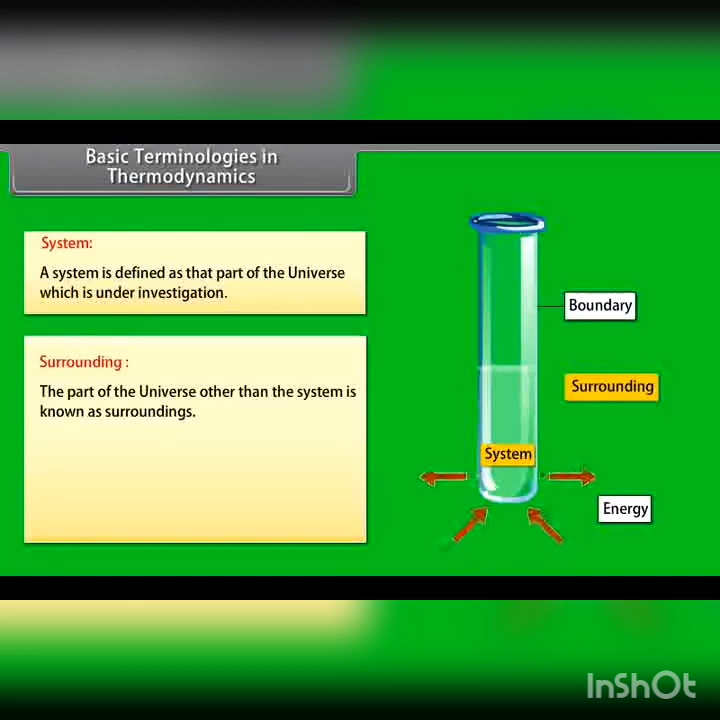 Basic Terminologies in
Thermodynamics
System:
A system is defined as that part of the Universe
which is under investigation.
Surrounding :
The part of the Universe other than the system is
known as surroundings.
Boundary
Surrounding
System
Energy
InShOt